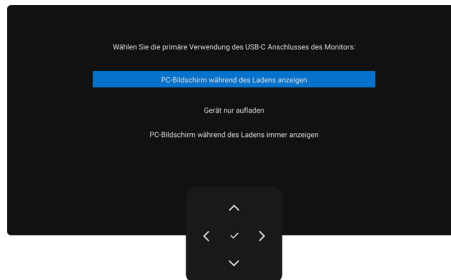 Wählen Sie die primäre Verwendung des USB-C Anschlusses des Monitors:
PC-Bildschirm während des Ladens anzeigen
Gerät nur aufladen
PC-Bildschirm während des Ladens immer anzeigen